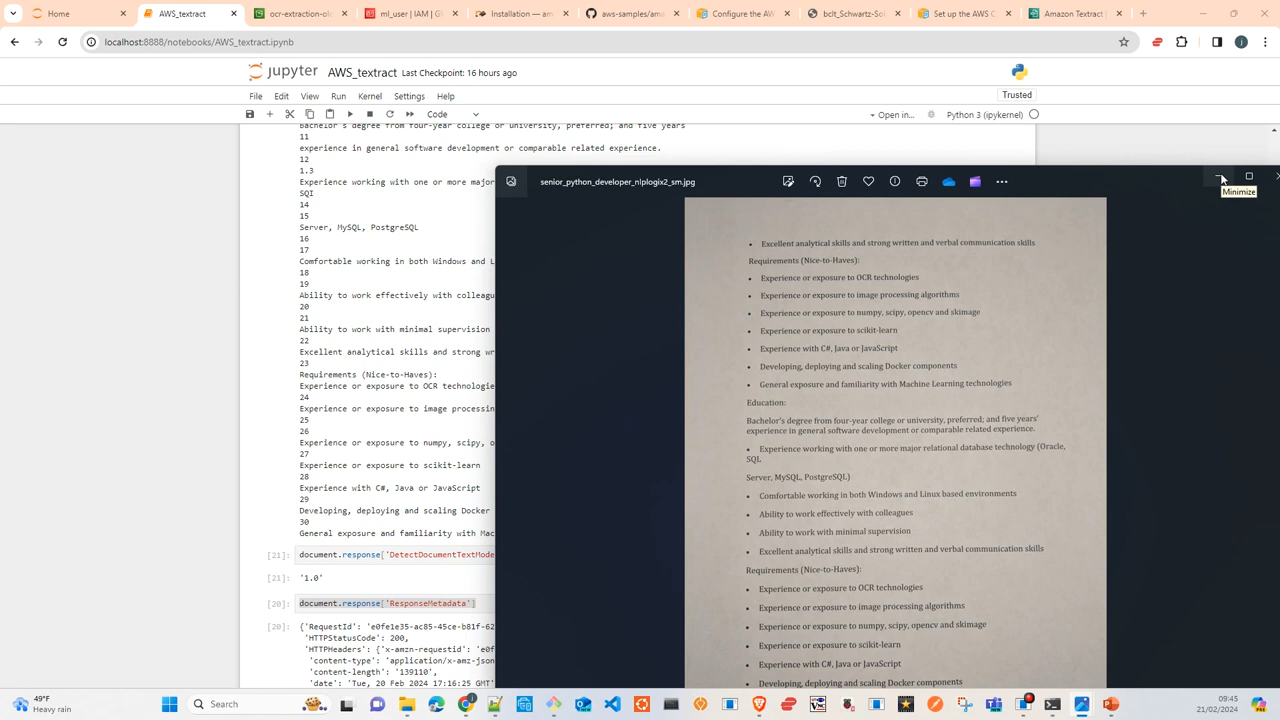 Home
AWS_textract
ocr-extraction-olo
ml_user | IAM | G
Installation — am
aws-samples/ama
Configure the AW
bclt_Schwartz-Sol
Set up the AWS C
Amazon Textract |
localhost:8888/notebooks/AWS_textract.ipynb
jupyter AWS_textract Last Checkpoint: 16 hours ago
File Edit View Run Kernel Settings Help
Trusted
Code
Open in...
Python 3 (ipykernel)
Bachelor's degree from four-year college or university, preferred; and five years
11
experience in general software development or comparable related experience.
12
1.3
Experience working with one or more major
SQI
14
15
Server, MySQL, PostgreSQL
16
17
Comfortable working in both Windows and L
18
19
Ability to work effectively with colleagu
20
21
Ability to work with minimal supervision
22
Excellent analytical skills and strong wr
23
Requirements (Nice-to-Haves):
Experience or exposure to OCR technologie
24
Experience or exposure to image processin
25
26
Experience or exposure to numpy, scipy, o
27
Experience or exposure to scikit-learn
28
Experience with C#, Java or JavaScript
29
Developing, deploying and scaling Docker
30
General exposure and familiarity with Mac
[21]: document.response['DetectDocumentTextMode
[21]: '1.0'
[20]: document.response['ResponseMetadata']
[20]: {'RequestId': 'e0fe1e35-ac85-45ce-b81f-62
'HTTPStatusCode': 200,
'HTTPHeaders': {'x-amzn-requestid': 'e0f
'content-type': 'application/x-amz-json
'content-length': '139110',
'date': 'Tue, 20 Feb 2024 17:16:25 GMT'
senior_python_developer_nlplogix2_sm.jpg
Minimize
• Excellent analytical skills and strong written and verbal communication skills
Requirements (Nice-to-Haves):
• Experience or exposure to OCR technologies
• Experience or exposure to image processing algorithms
• Experience or exposure to numpy, scipy, opencv and skimage
• Experience or exposure to scikit-learn
• Experience with C#, Java or JavaScript
• Developing, deploying and scaling Docker components
• General exposure and familiarity with Machine Learning technologies
Education:
Bachelor's degree from four-year college or university, preferred; and five years'
experience in general software development or comparable related experience.
• Experience working with one or more major relational database technology (Oracle,
SQL
Server, MySQL, PostgreSQL)
• Comfortable working in both Windows and Linux based environments
• Ability to work effectively with colleagues
• Ability to work with minimal supervision
• Excellent analytical skills and strong written and verbal communication skills
Requirements (Nice-to-Haves):
• Experience or exposure to OCR technologies
• Experience or exposure to image processing algorithms
• Experience or exposure to numpy, scipy, opencv and skimage
• Experience or exposure to scikit-learn
• Experience with C#, Java or JavaScript
• Developing, deploying and scaling Docker components
49°F
Heavy rain
Search
09:45
21/02/2024